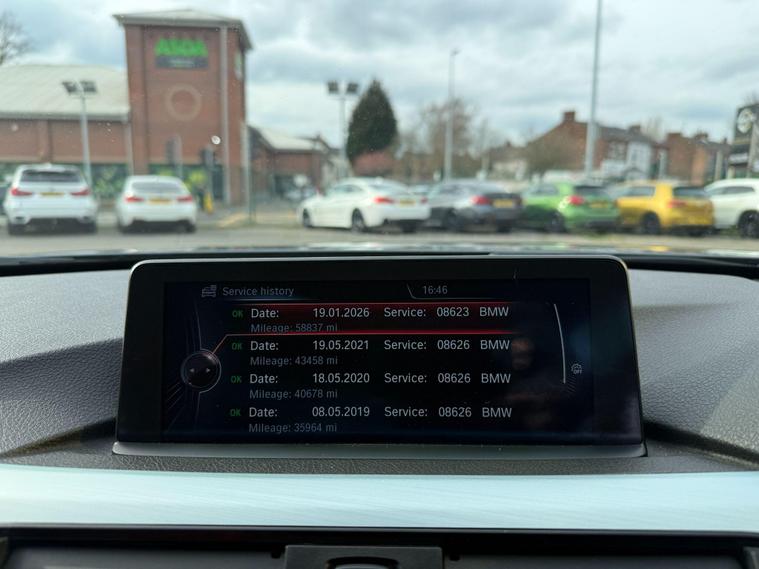 ASDA
Service history
16:46
OK Date: 19.01.2026 Service: 08623 BMW
Mileage: 58837 mi
OK Date: 19.05.2021 Service: 08626 BMW
Mileage: 43458 mi
OK Date: 18.05.2020 Service: 08626 BMW
Mileage: 40678 mi
OK Date: 08.05.2019 Service: 08626 BMW
Mileage: 35964 mi
OFF